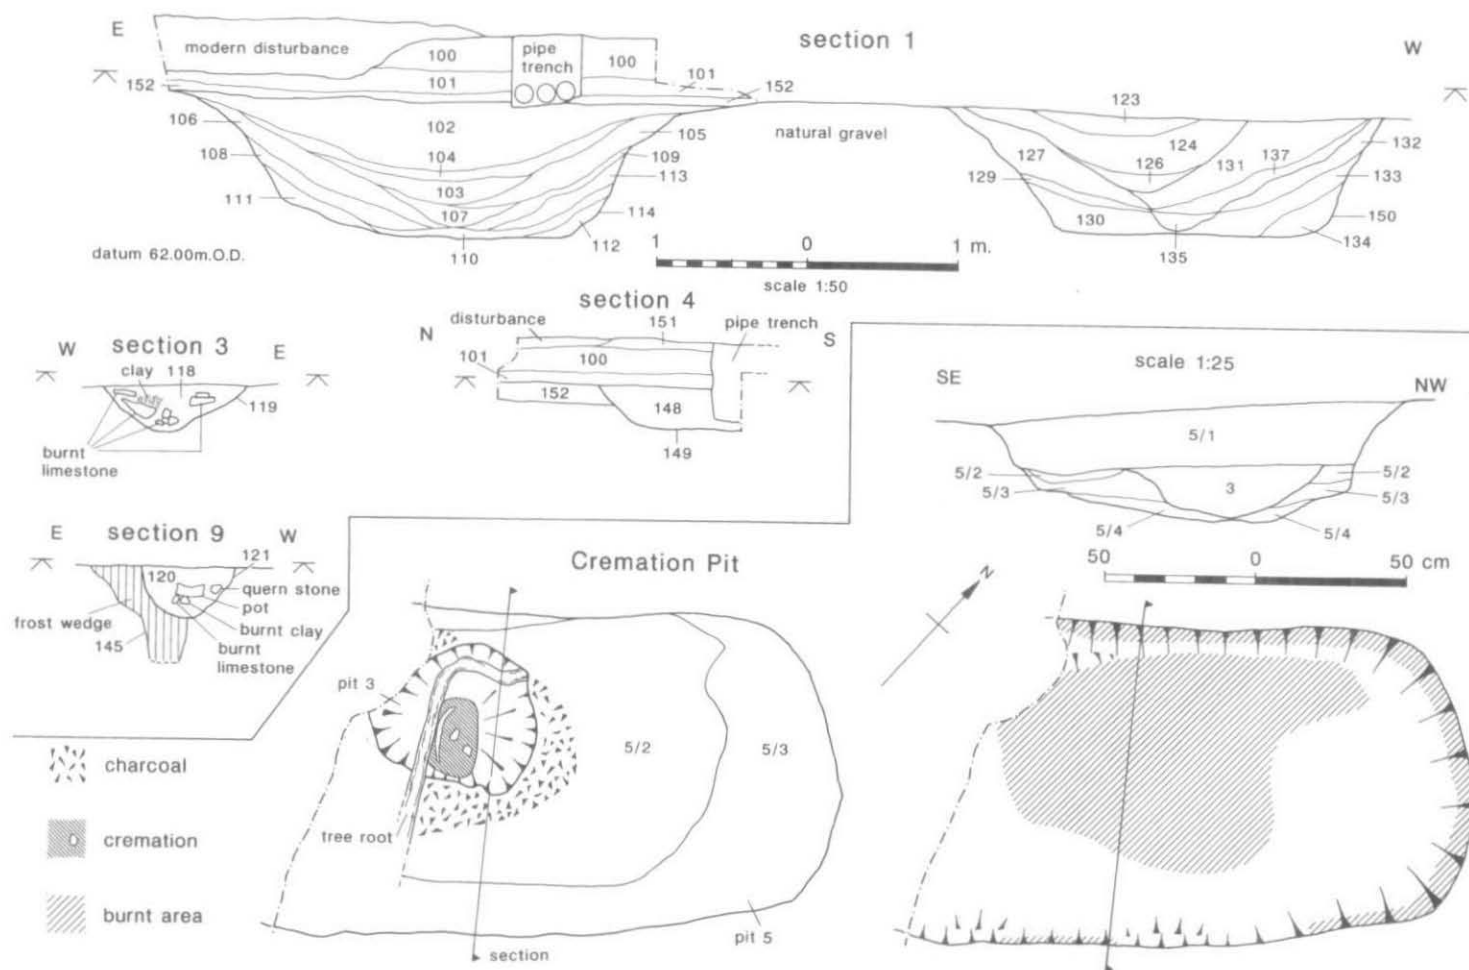 E
section 1
W
modern disturbance
100
pipe
trench
100
101
101
152
152
123
106
102
105
natural gravel
124
132
108
104
109
127
126
131
137
103
113
129
133
111
107
114
130
150
datum 62.00m.O.D.
110
112
135
134
1
0
1 m.
scale 1:50
section 4
N
disturbance
151
pipe trench
S
101
100
152
148
149
W
section 3
E
clay
118
119
burnt
limestone
scale 1:25
SE
NW
5/1
5/2
5/2
5/3
3
5/3
5/4
5/4
50
0
50 cm
E
section 9
W
121
120
quern stone
pot
frost wedge
burnt clay
145
burnt
limestone
Cremation Pit
N
pit 3
5/2
5/3
tree root
pit 5
section
charcoal
cremation
burnt area